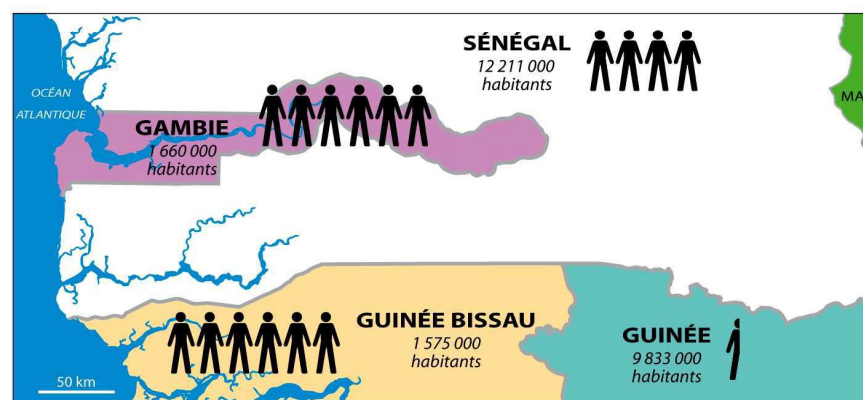 SÉNÉGAL
12 211 000
habitants
OCÉAN
ATLANTIQUE
MA
GAMBIE
1 660 000
habitants
GUINÉE BISSAU
1 575 000
habitants
GUINÉE
9 833 000
habitants
50 km